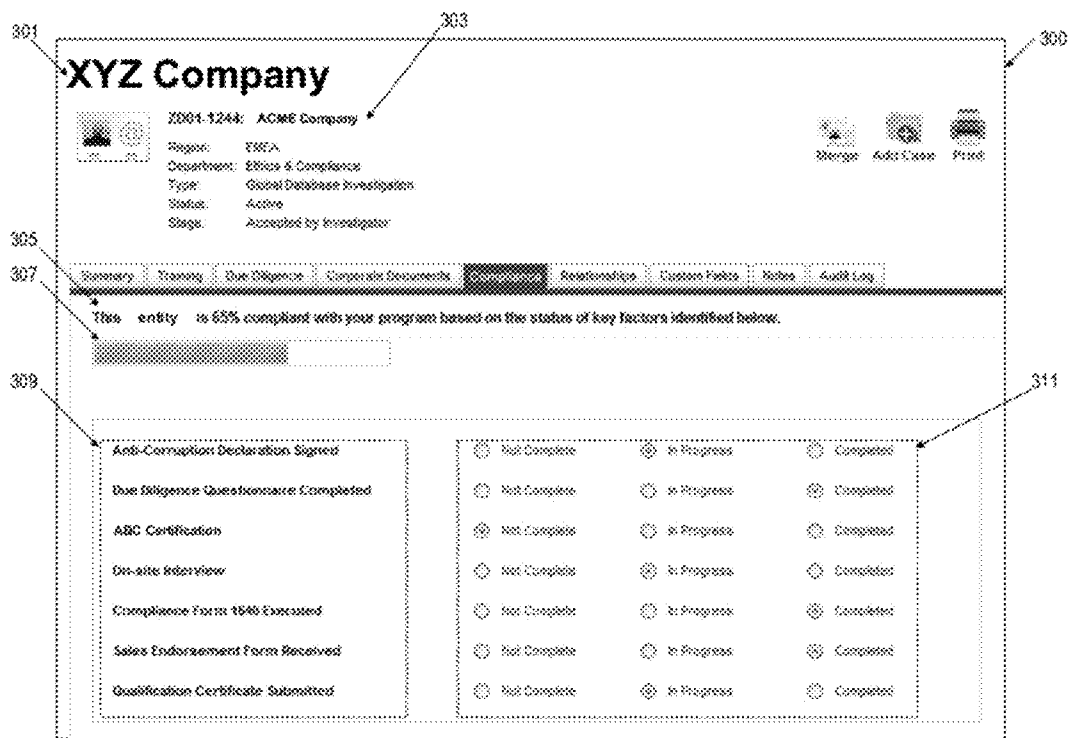 301
303
300
XYZ Company
ZD01-1244: ACME Company
Region: EMEA
Department: Ethics & Compliance
Type: Global Database Investigation
Status: Active
Stage: Accepted by Investigator
Merge Add Case Print
305
307
Summary Training Due Diligence Corporate Documents Compliance Relationships Custom Fields Notes Audit Log
This entity is 65% compliant with your program based on the status of key factors identified below.
309
311
Anti-Corruption Declaration Signed Not Complete In Progress Completed
Due Diligence Questionnaire Completed Not Complete In Progress Completed
ABC Certification Not Complete In Progress Completed
On-site Interview Not Complete In Progress Completed
Compliance Form 1640 Executed Not Complete In Progress Completed
Sales Endorsement Form Received Not Complete In Progress Completed
Qualification Certificate Submitted Not Complete In Progress Completed